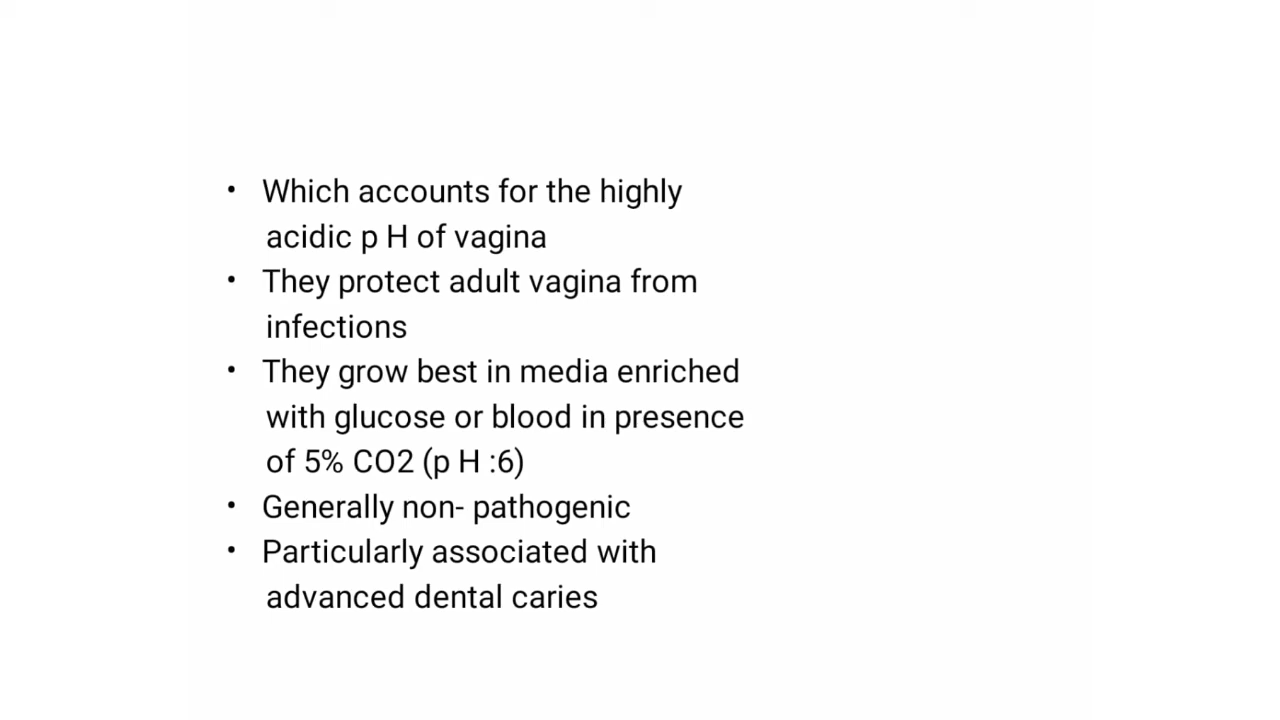 • Which accounts for the highly
acidic p H of vagina
• They protect adult vagina from
infections
• They grow best in media enriched
with glucose or blood in presence
of 5% CO2 (p H :6)
• Generally non- pathogenic
• Particularly associated with
advanced dental caries